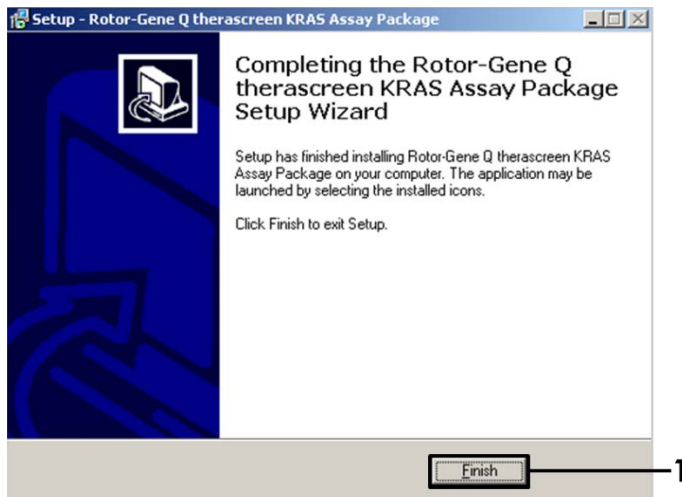 Setup - Rotor-Gene Q therascreen KRAS Assay Package
Completing the Rotor-Gene Q
therascreen KRAS Assay Package
Setup Wizard
Setup has finished installing Rotor-Gene Q therascreen KRAS
Assay Package on your computer. The application may be
launched by selecting the installed icons.
Click Finish to exit Setup.
Finish
1